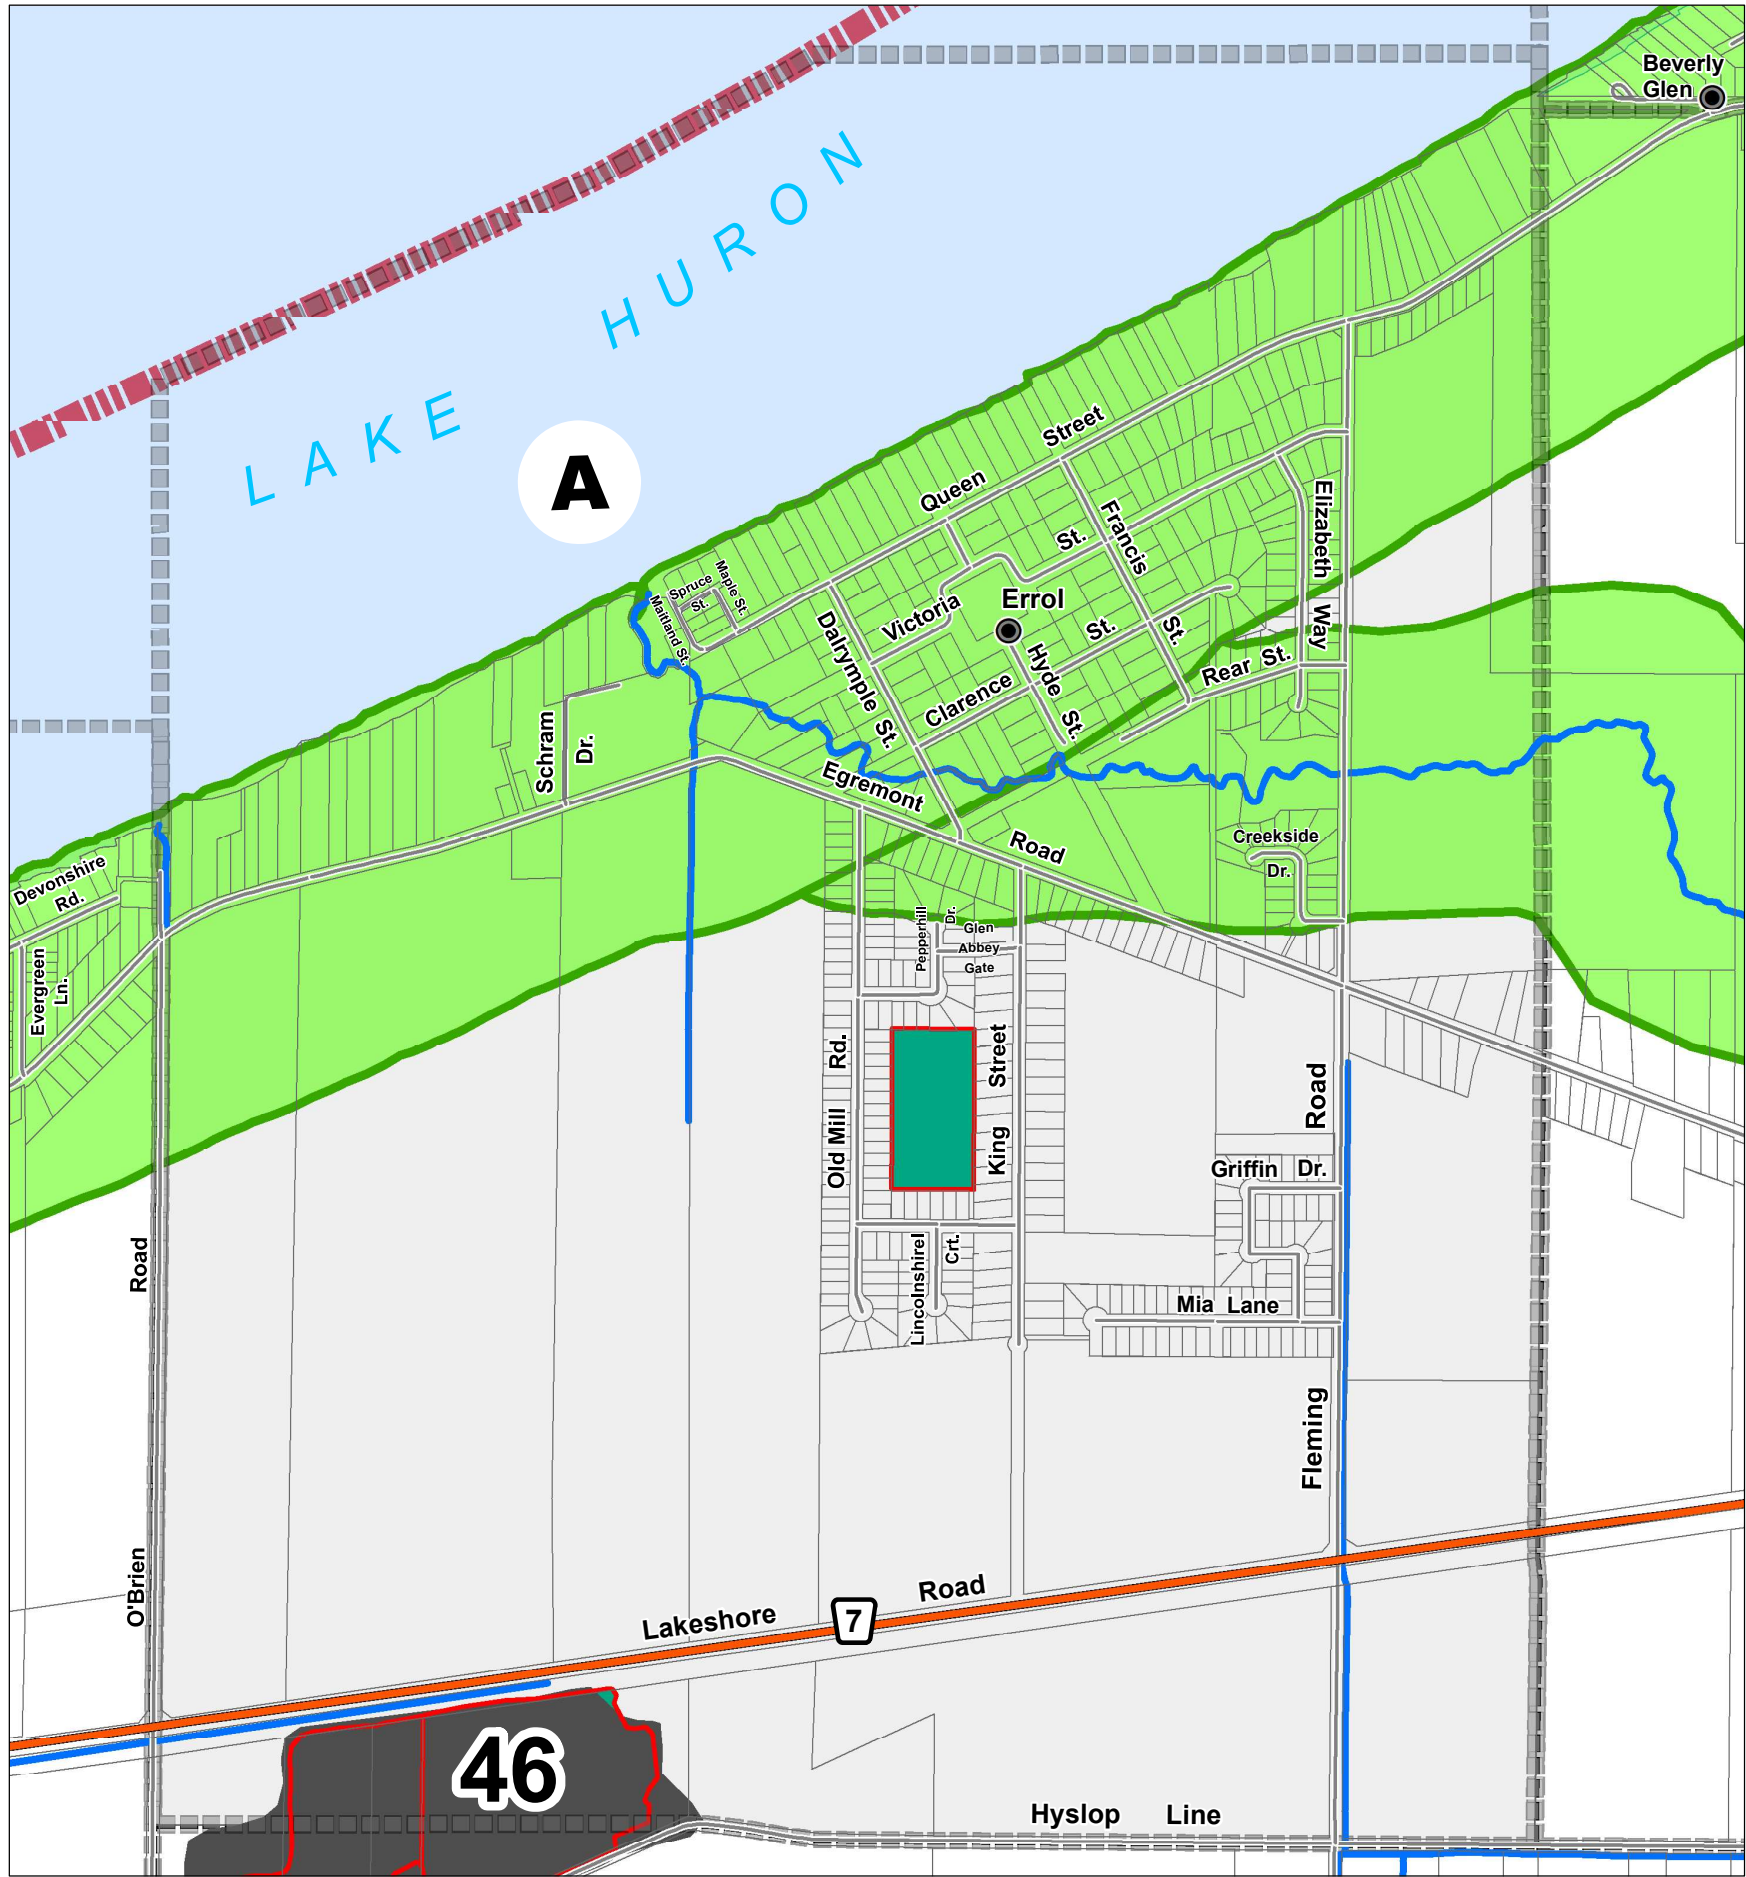 Beverly
Glen
LAKE HURON
A
Queen Street
Francis St.
Elizabeth Way
Victoria St.
Errol
Spruce
St.
Maple St.
Maitland St.
Dalrymple St.
Clarence St.
Hyde St.
Rear St.
Schram Dr.
Egremont Road
Creekside
Dr.
Devonshire
Rd.
Evergreen
Ln.
Pepperhill Dr.
Glen
Abbey
Gate
Old Mill Rd.
King Street
Fleming Road
Griffin Dr.
Lincolnshirel Crt.
Mia Lane
O'Brien Road
Lakeshore Road
7
46
Hyslop Line